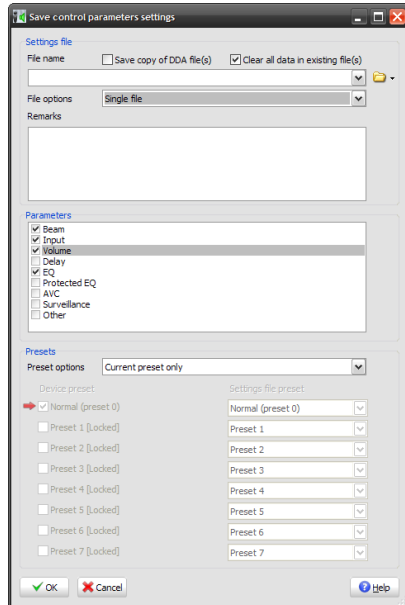 Save control parameters settings
Settings file
File name Save copy of DDA file(s) Clear all data in existing file(s)
File options Single file
Remarks
Parameters
Beam
Input
Volume
Delay
EQ
Protected EQ
AVC
Surveillance
Other
Presets
Preset options Current preset only
Device preset Settings file preset
Normal (preset 0) Normal (preset 0)
Preset 1 [Locked] Preset 1
Preset 2 [Locked] Preset 2
Preset 3 [Locked] Preset 3
Preset 4 [Locked] Preset 4
Preset 5 [Locked] Preset 5
Preset 6 [Locked] Preset 6
Preset 7 [Locked] Preset 7
OK Cancel Help